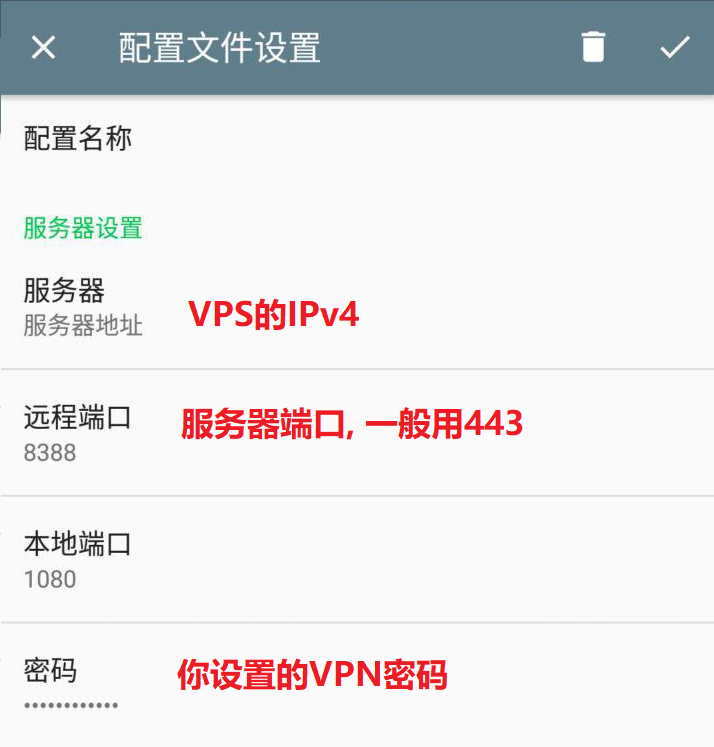 配置文件设置
配置名称
服务器设置
服务器
服务器地址
VPS的IPv4
远程端口
8388
服务器端口, 一般用443
本地端口
1080
密码
••••••••••••
你设置的VPN密码